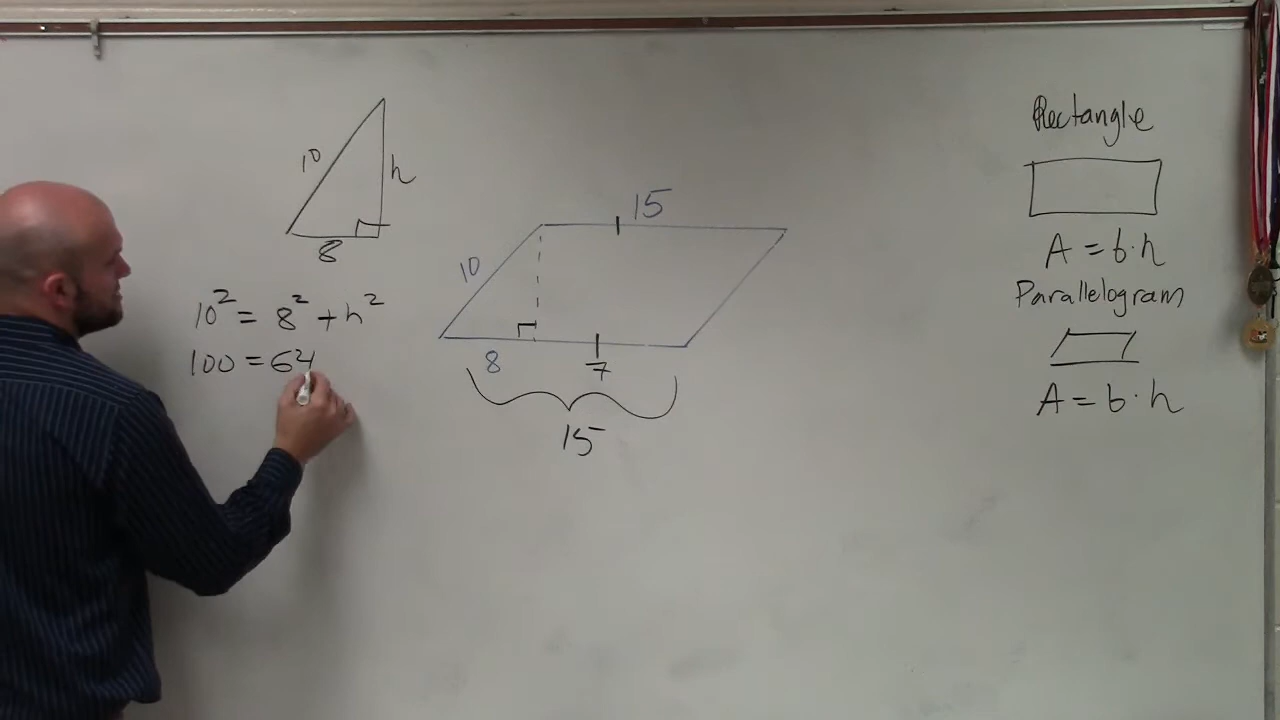 10
h
8
10² = 8² + h²
100 = 64
15
10
8
7
15
Rectangle
A = b · h
Parallelogram
A = b · h